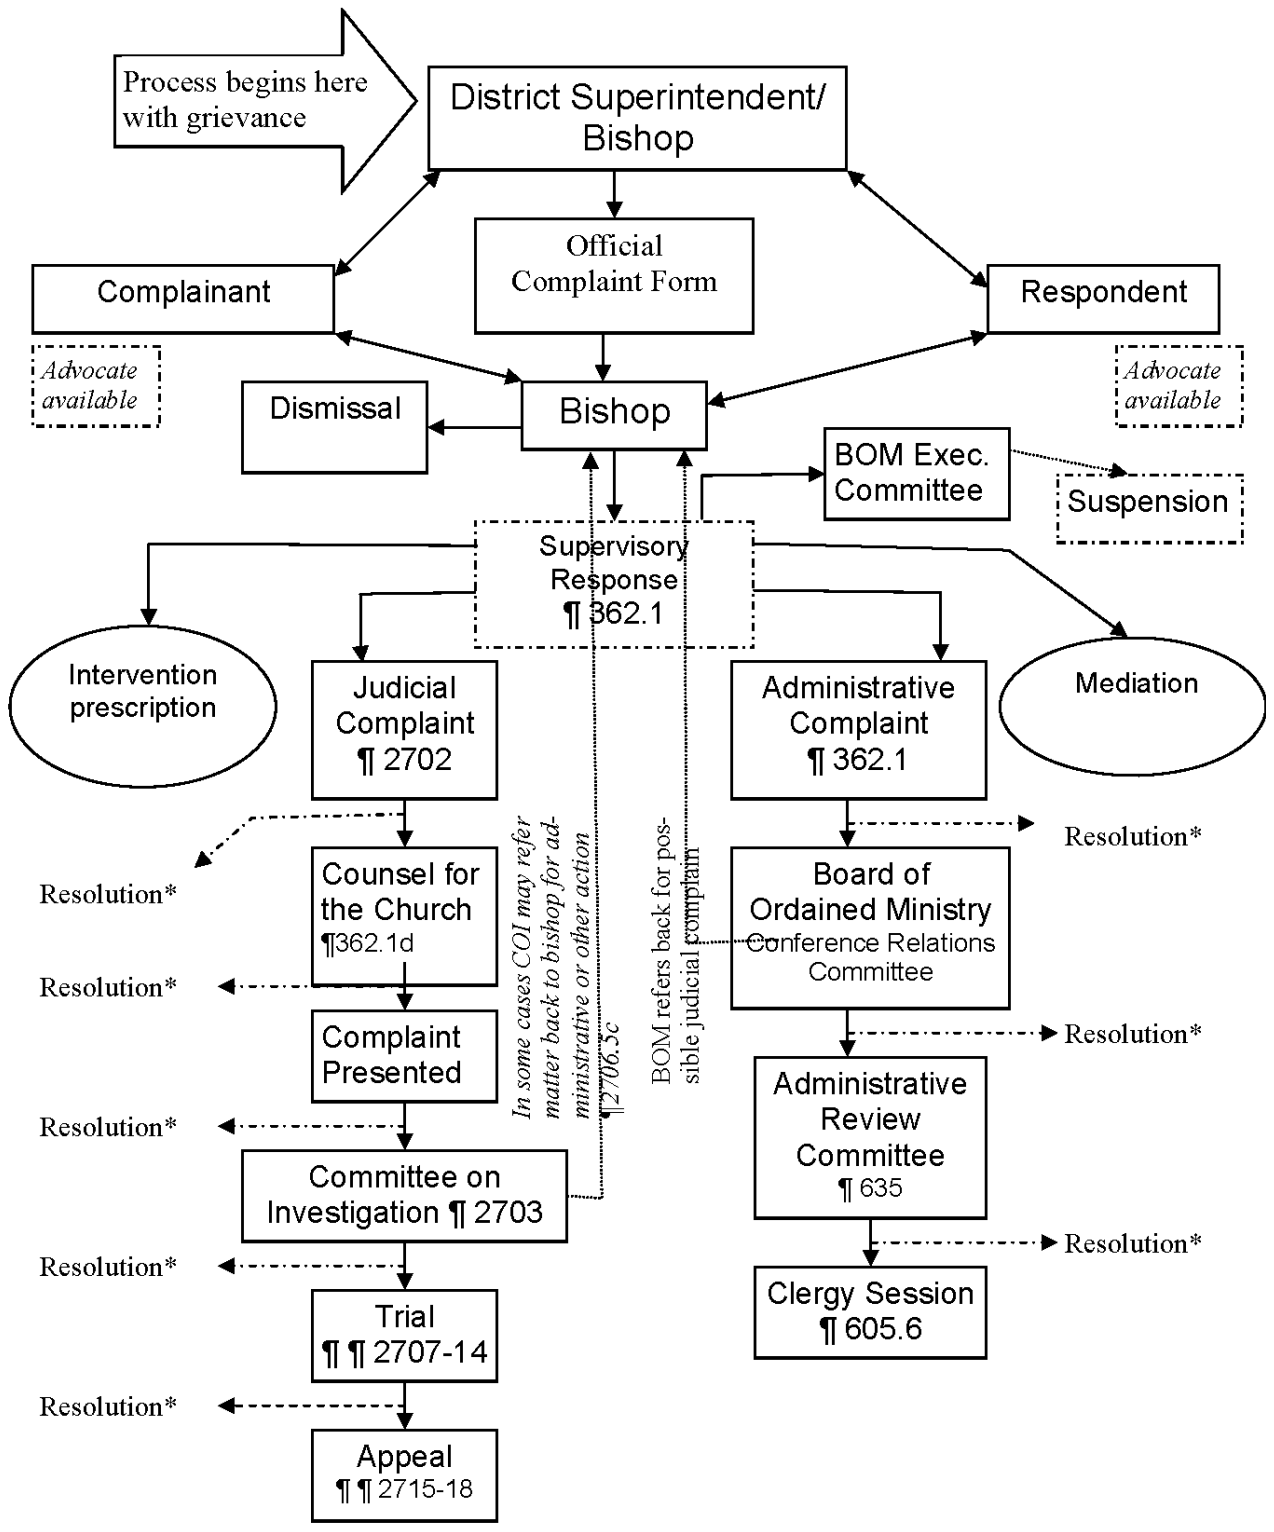 Process begins here
with grievance
District Superintendent/
Bishop
Official
Complaint Form
Complainant
Respondent
Advocate
available
Advocate
available
Dismissal
Bishop
BOM Exec.
Committee
Suspension
Supervisory
Response
¶ 362.1
Intervention
prescription
Judicial
Complaint
¶ 2702
Administrative
Complaint
¶ 362.1
Mediation
Resolution*
Resolution*
Counsel for
the Church
¶362.1d
In some cases COI may refer
matter back to bishop for ad-
ministrative or other action
¶2706.5c
BOM refers back for pos-
sible judicial complain
Board of
Ordained Ministry
Conference Relations
Committee
Resolution*
Complaint
Presented
Resolution*
Administrative
Review
Committee
¶ 635
Resolution*
Committee on
Investigation ¶ 2703
Resolution*
Resolution*
Clergy Session
¶ 605.6
Trial
¶ ¶ 2707-14
Resolution*
Appeal
¶ ¶ 2715-18